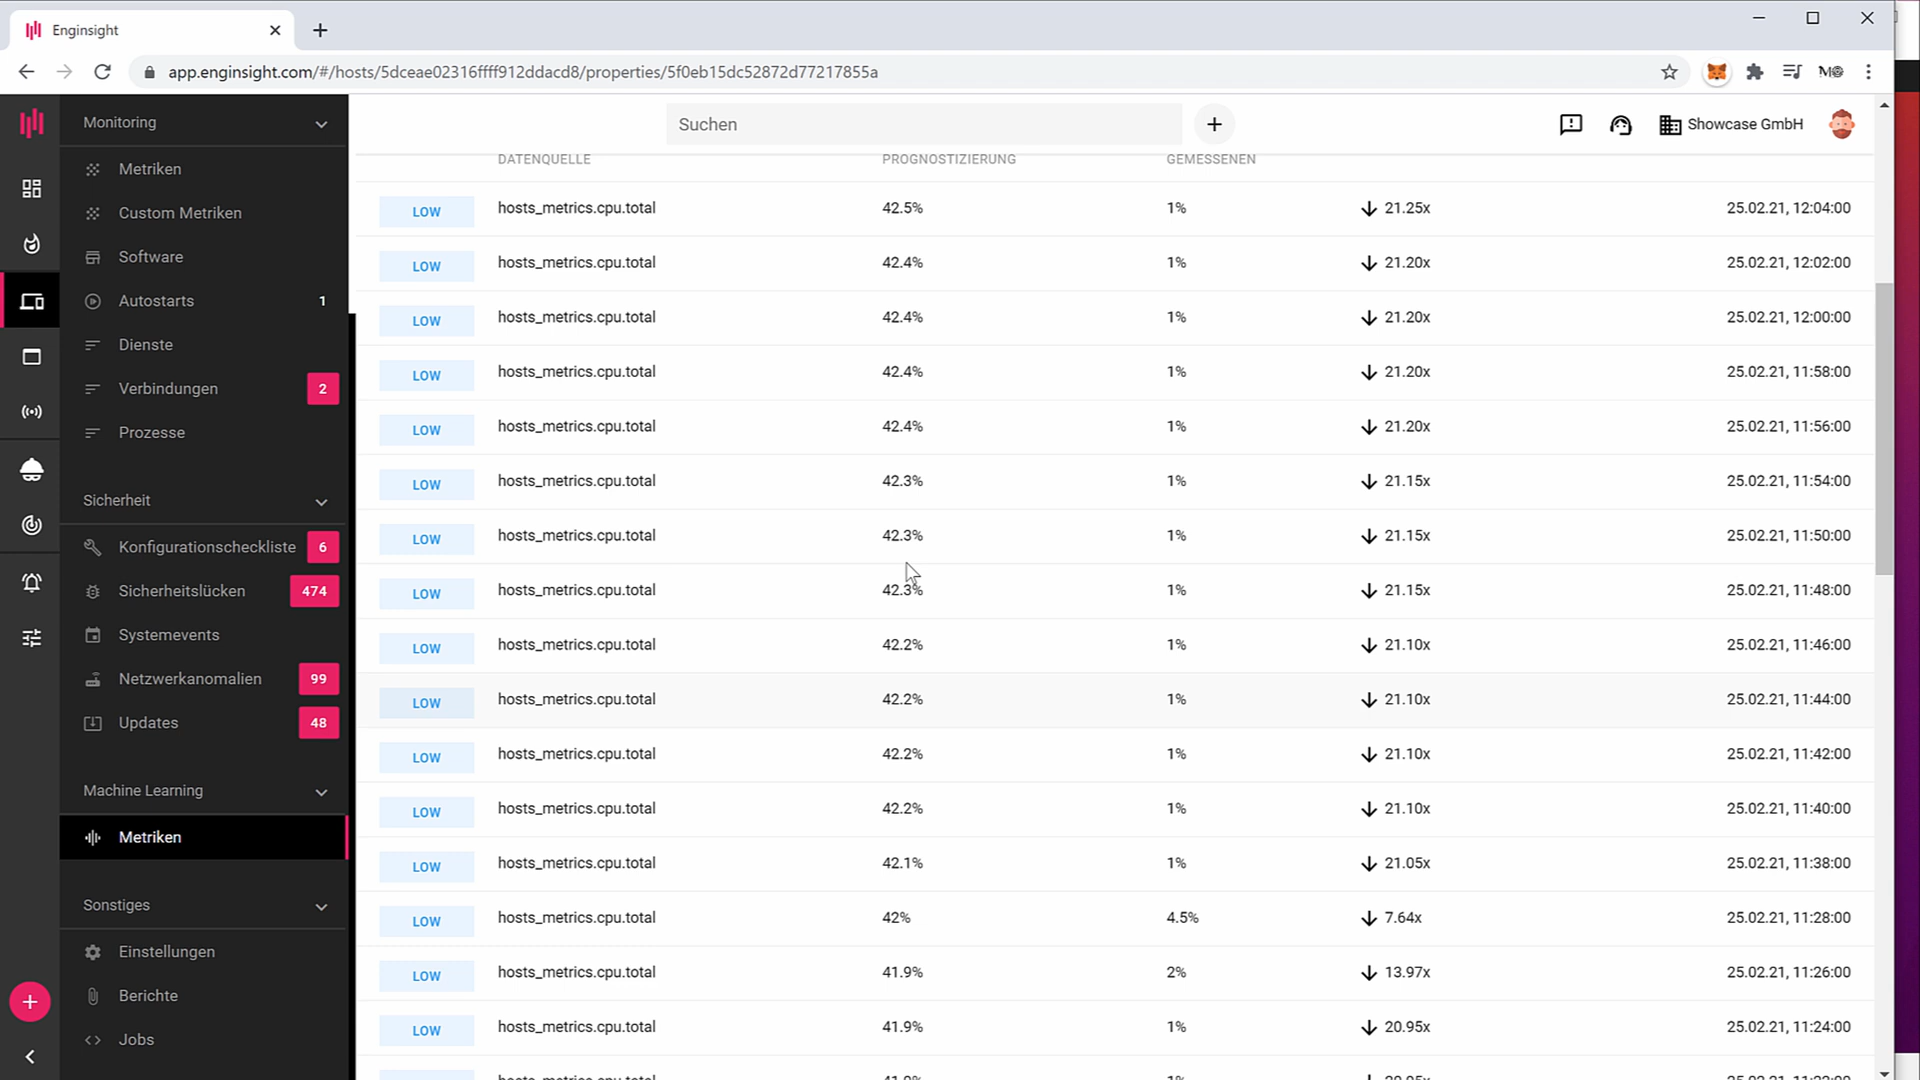 Enginsight
app.enginsight.com/#/hosts/5dceae02316ffff912ddacd8/properties/5f0eb15dc52872d77217855a
Suchen
Showcase GmbH
Monitoring
Metriken
Custom Metriken
Software
Autostarts 1
Dienste
Verbindungen 2
Prozesse
Sicherheit
Konfigurationscheckliste 6
Sicherheitslücken 474
Systemevents
Netzwerkanomalien 99
Updates 48
Machine Learning
Metriken
Sonstiges
Einstellungen
Berichte
Jobs
DATENQUELLE PROGNOSTIZIERUNG GEMESSENEN
LOW hosts_metrics.cpu.total 42.5% 1% 21.25x 25.02.21, 12:04:00
LOW hosts_metrics.cpu.total 42.4% 1% 21.20x 25.02.21, 12:02:00
LOW hosts_metrics.cpu.total 42.4% 1% 21.20x 25.02.21, 12:00:00
LOW hosts_metrics.cpu.total 42.4% 1% 21.20x 25.02.21, 11:58:00
LOW hosts_metrics.cpu.total 42.4% 1% 21.20x 25.02.21, 11:56:00
LOW hosts_metrics.cpu.total 42.3% 1% 21.15x 25.02.21, 11:54:00
LOW hosts_metrics.cpu.total 42.3% 1% 21.15x 25.02.21, 11:50:00
LOW hosts_metrics.cpu.total 42.3% 1% 21.15x 25.02.21, 11:48:00
LOW hosts_metrics.cpu.total 42.2% 1% 21.10x 25.02.21, 11:46:00
LOW hosts_metrics.cpu.total 42.2% 1% 21.10x 25.02.21, 11:44:00
LOW hosts_metrics.cpu.total 42.2% 1% 21.10x 25.02.21, 11:42:00
LOW hosts_metrics.cpu.total 42.2% 1% 21.10x 25.02.21, 11:40:00
LOW hosts_metrics.cpu.total 42.1% 1% 21.05x 25.02.21, 11:38:00
LOW hosts_metrics.cpu.total 42% 4.5% 7.64x 25.02.21, 11:28:00
LOW hosts_metrics.cpu.total 41.9% 2% 13.97x 25.02.21, 11:26:00
LOW hosts_metrics.cpu.total 41.9% 1% 20.95x 25.02.21, 11:24:00